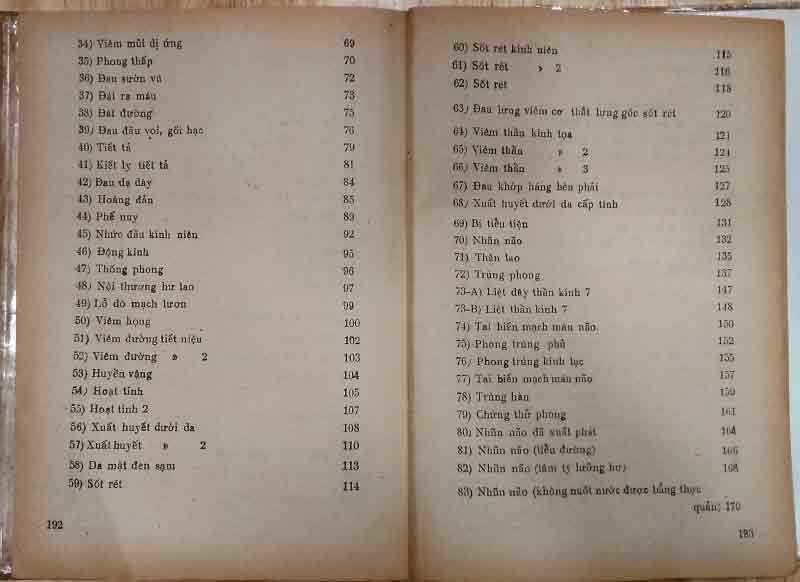 34) Viêm mũi dị ứng 69
35) Phong thấp 70
36) Đau sườn vú 72
37) Đái ra máu 73
38) Đái đường 75
39) Đau đầu vọi, gối hạc 76
40) Tiết tả 79
41) Kiết lỵ tiết tả 81
42) Đau dạ dày 84
43) Hoàng đản 85
44) Phế nuy 89
45) Nhức đầu kinh niên 92
46) Động kinh 95
47) Thống phong 96
48) Nội thương hư lao 97
49) Lỗ dò mạch lươn 99
50) Viêm họng 100
51) Viêm đường tiết niệu 102
52) Viêm đường » 2 103
53) Huyễn vậng 104
54) Hoạt tinh 105
55) Hoạt tinh 2 107
56) Xuất huyết dưới da 108
57) Xuất huyết » 2 110
58) Da mặt đen sạm 113
59) Sốt rét 114
192
60) Sốt rét kinh niên 115
61) Sốt rét » 2 116
62) Sốt rét 118
63) Đau lưng viêm cơ thắt lưng gốc sốt rét 120
64) Viêm thần kinh tọa 121
65) Viêm thần » 2 124
66) Viêm thần » 3 125
67) Đau khớp háng bên phải 127
68) Xuất huyết dưới da cấp tính 128
69) Bí tiểu tiện 131
70) Nhũn não 132
71) Thận lao 135
72) Trúng phong 137
73-A) Liệt dây thần kinh 7 147
73-B) Liệt thần kinh 7 148
74) Tai biến mạch máu não 150
75) Phong trúng phủ 152
76) Phong trúng kinh lạc 155
77) Tai biến mạch máu não 157
78) Trúng hàn 159
79) Chứng thử phong 161
80) Nhũn não đã xuất phát 164
81) Nhũn não (tiểu đường) 166
82) Nhũn não (tâm tỳ lưỡng hư) 168
83) Nhũn não (không nuốt nước được bằng thực
quản) 170
193